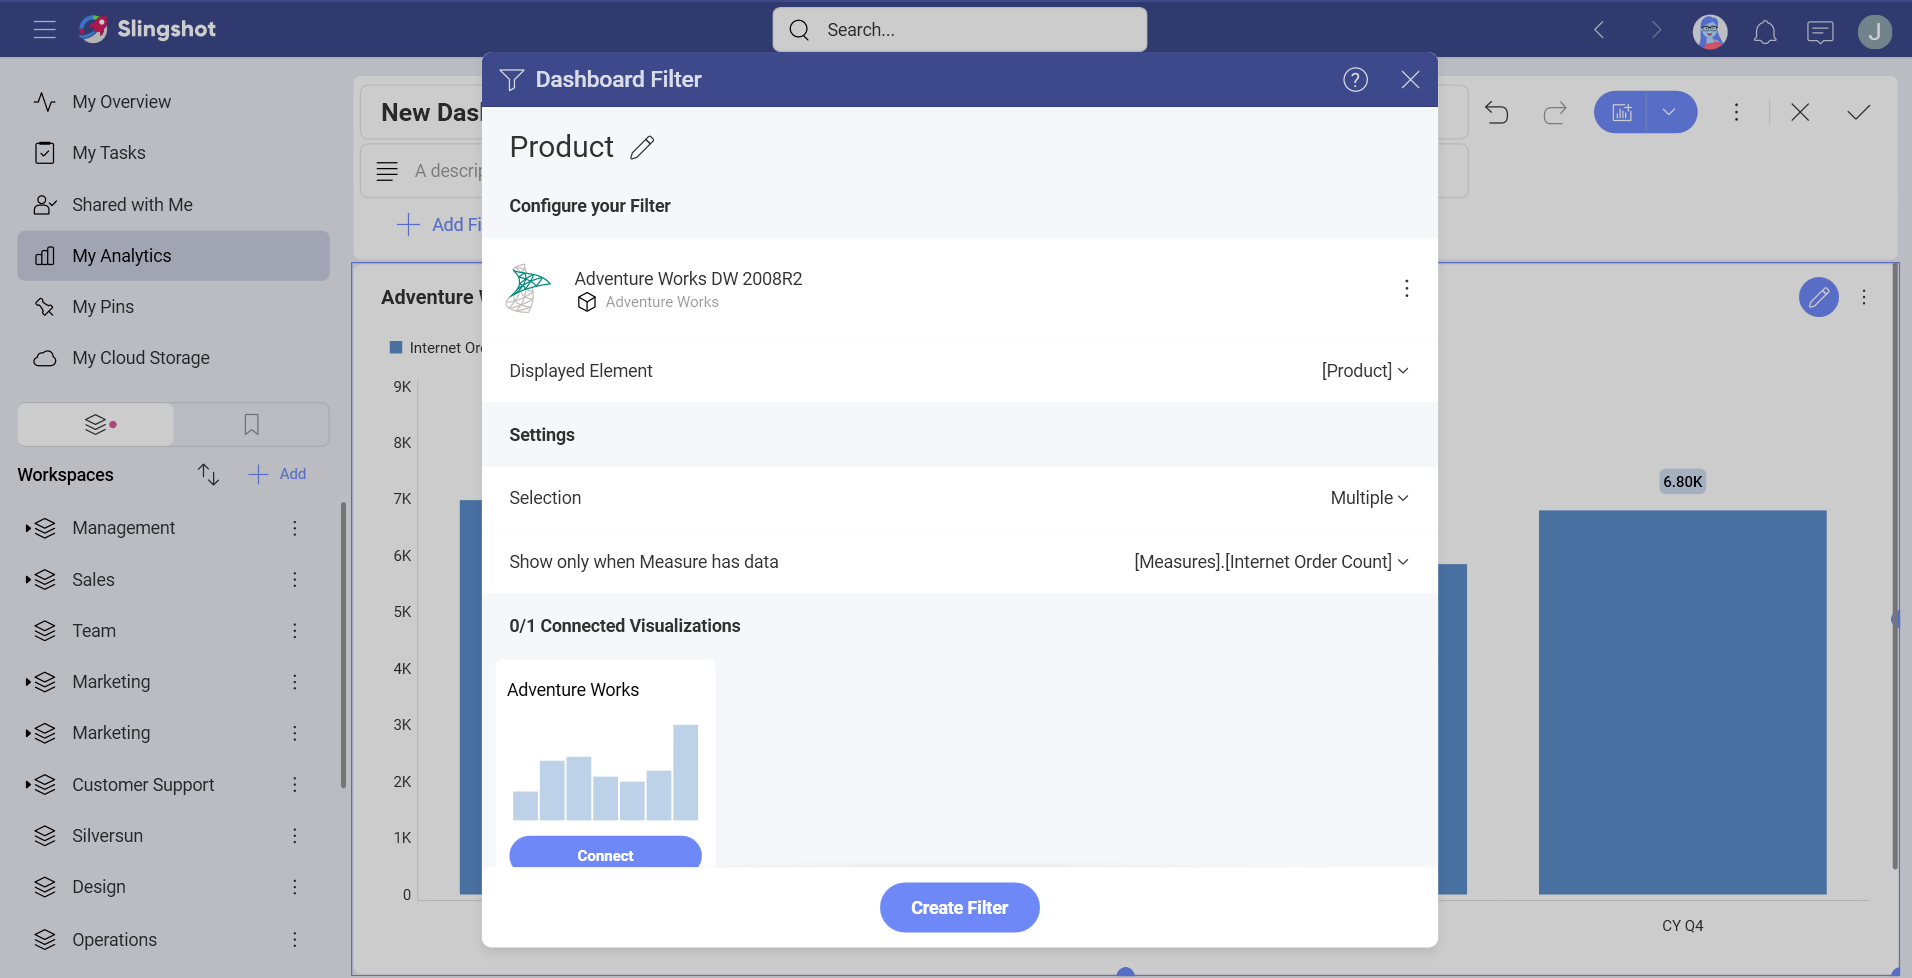 Slingshot
Search...
J
My Overview
My Tasks
Shared with Me
My Analytics
My Pins
My Cloud Storage
Workspaces
Add
Management
Sales
Team
Marketing
Marketing
Customer Support
Silversun
Design
Operations
New Das
A descrip
Add Fi
Adventure
Internet Or
9K
8K
7K
6K
5K
4K
3K
2K
1K
0
6.80K
CY Q4
Dashboard Filter
?
Product
Configure your Filter
Adventure Works DW 2008R2
Adventure Works
Displayed Element [Product]
Settings
Selection Multiple
Show only when Measure has data [Measures].[Internet Order Count]
0/1 Connected Visualizations
Adventure Works
Connect
Create Filter